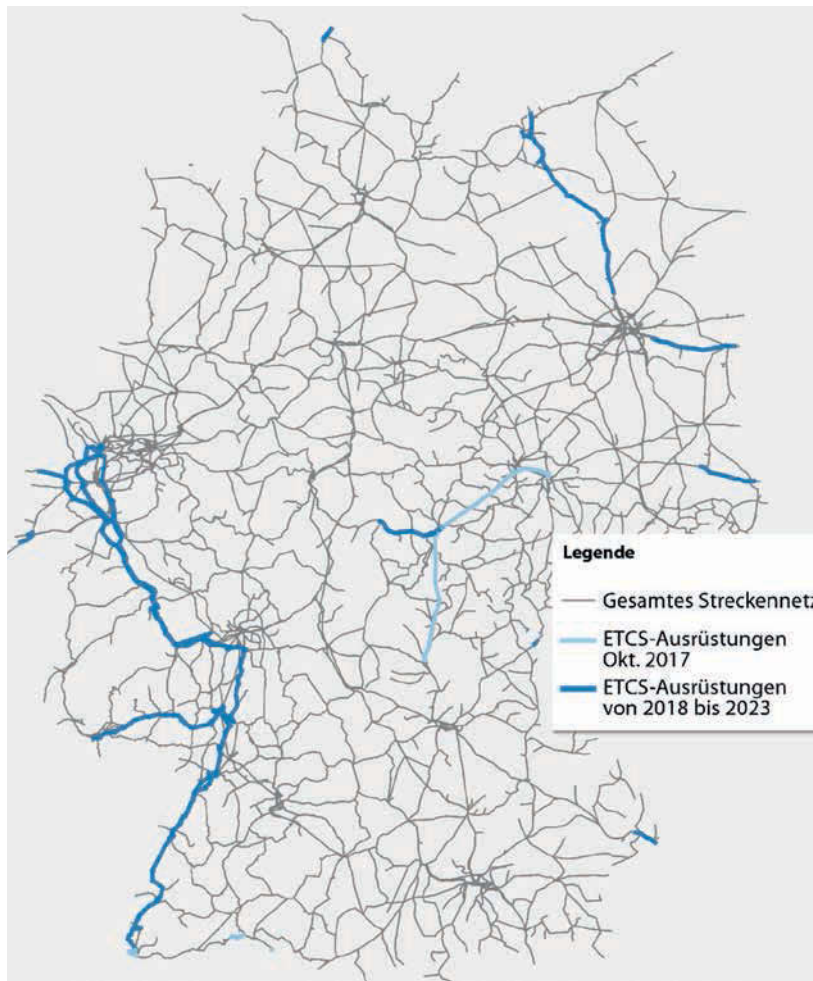 Legende
Gesamtes Streckennetz
ETCS-Ausrüstungen
Okt. 2017
ETCS-Ausrüstungen
von 2018 bis 2023